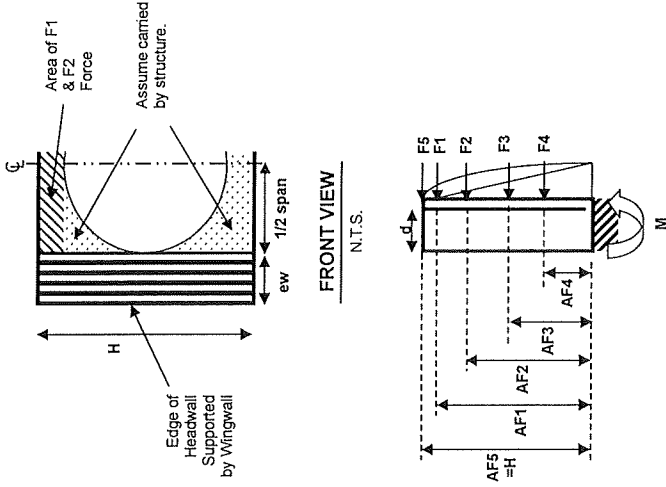 ℄
Area of F1
& F2
Force
Assume carried
by structure.
H
Edge of
Headwall
Supported
by Wingwall
ew
1/2 span
FRONT VIEW
N.T.S.
F5
F1
F2
F3
F4
d
AF4
AF3
AF2
AF1
AF5
=H
M